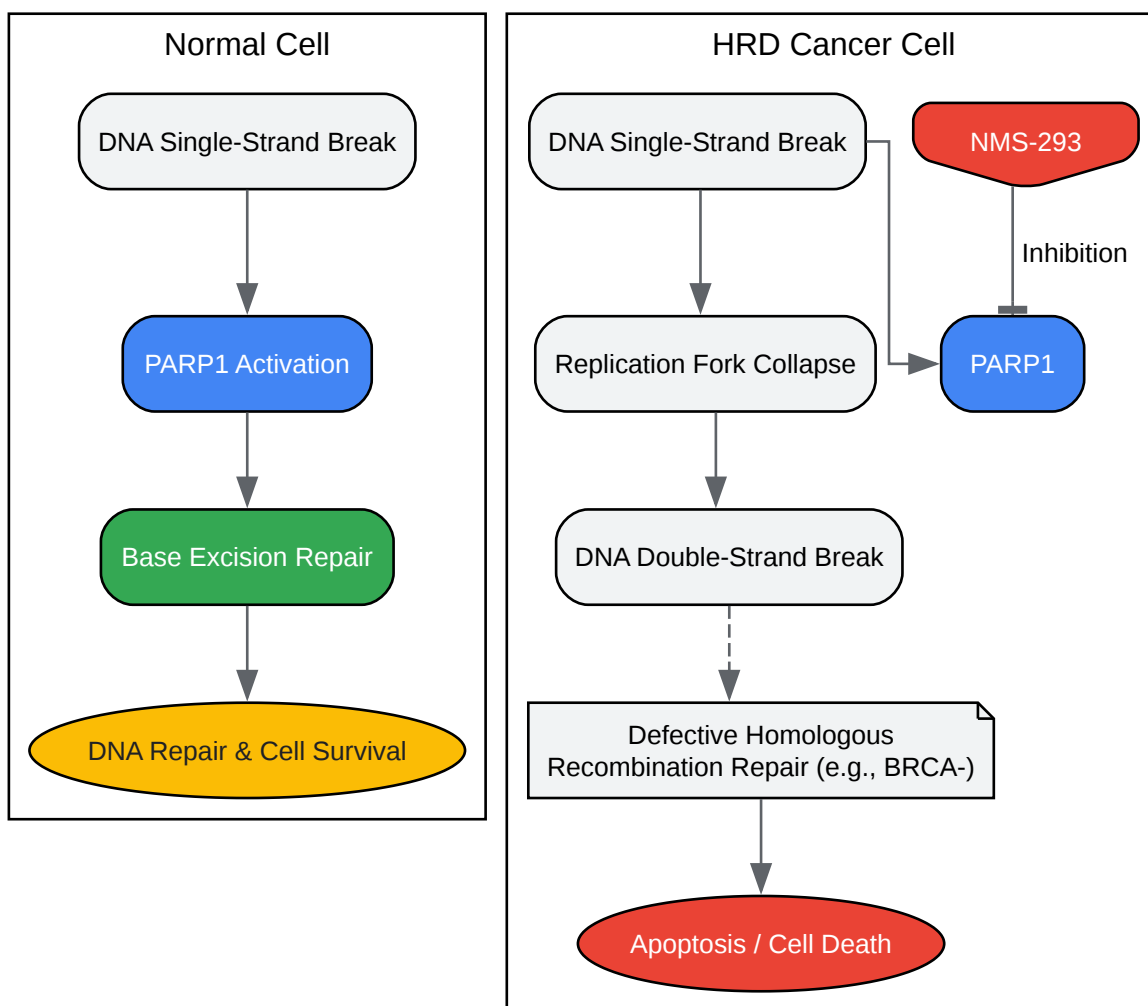 Normal Cell
DNA Single-Strand Break
PARP1 Activation
Base Excision Repair
DNA Repair & Cell Survival
HRD Cancer Cell
DNA Single-Strand Break
NMS-293
Inhibition
Replication Fork Collapse
PARP1
DNA Double-Strand Break
Defective Homologous
Recombination Repair (e.g., BRCA-)
Apoptosis / Cell Death